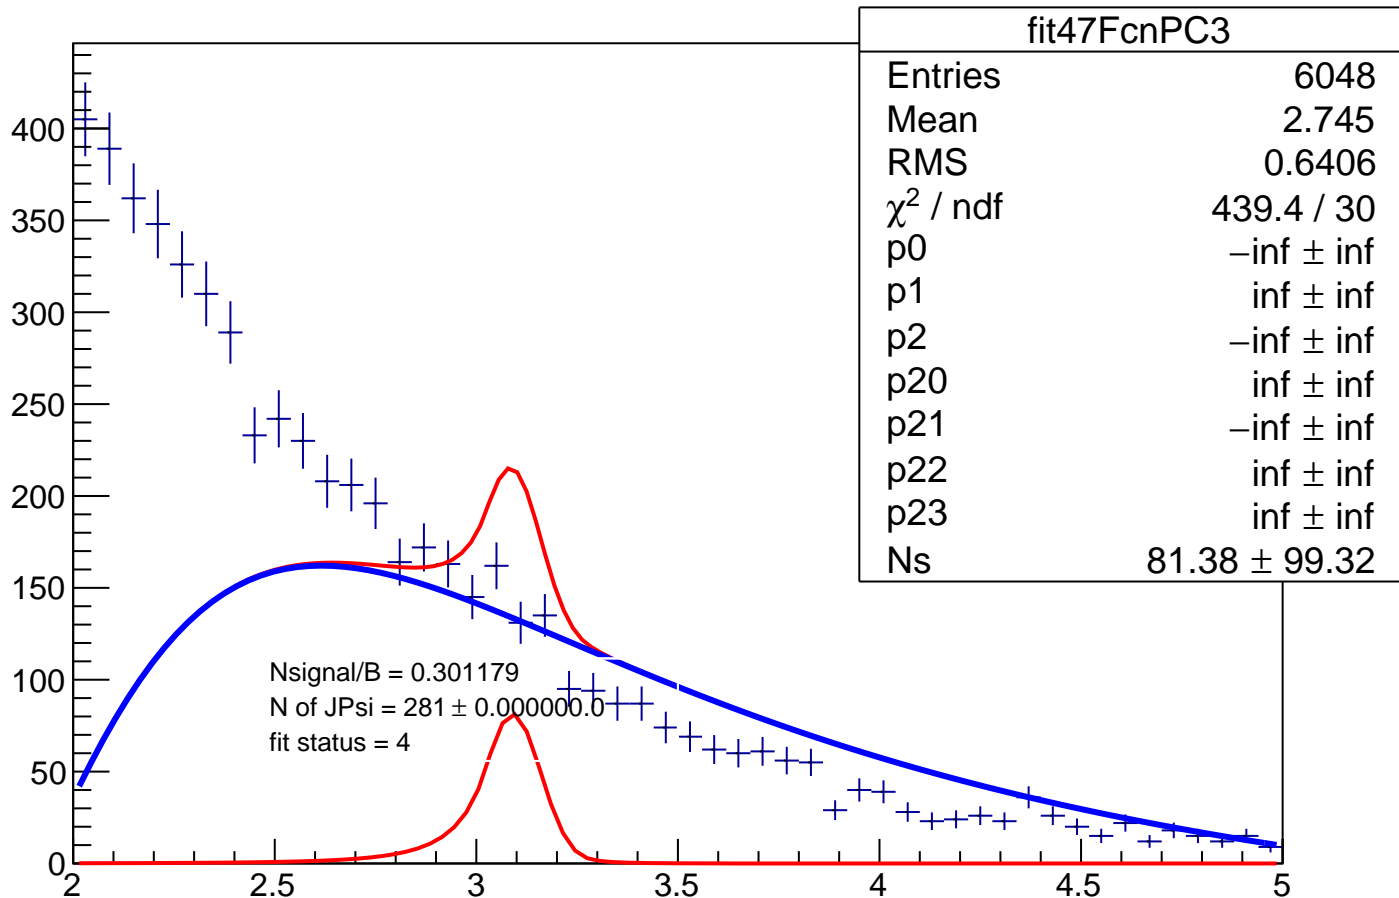 fit47FcnPC3
Entries 6048
Mean 2.745
RMS 0.6406
χ² / ndf 439.4 / 30
p0 −inf ± inf
p1 inf ± inf
p2 −inf ± inf
p20 inf ± inf
p21 −inf ± inf
p22 inf ± inf
p23 inf ± inf
Ns 81.38 ± 99.32
400
350
300
250
200
150
100
50
0
Nsignal/B = 0.301179
N of JPsi = 281 ± 0.000000.0
fit status = 4
2 2.5 3 3.5 4 4.5 5